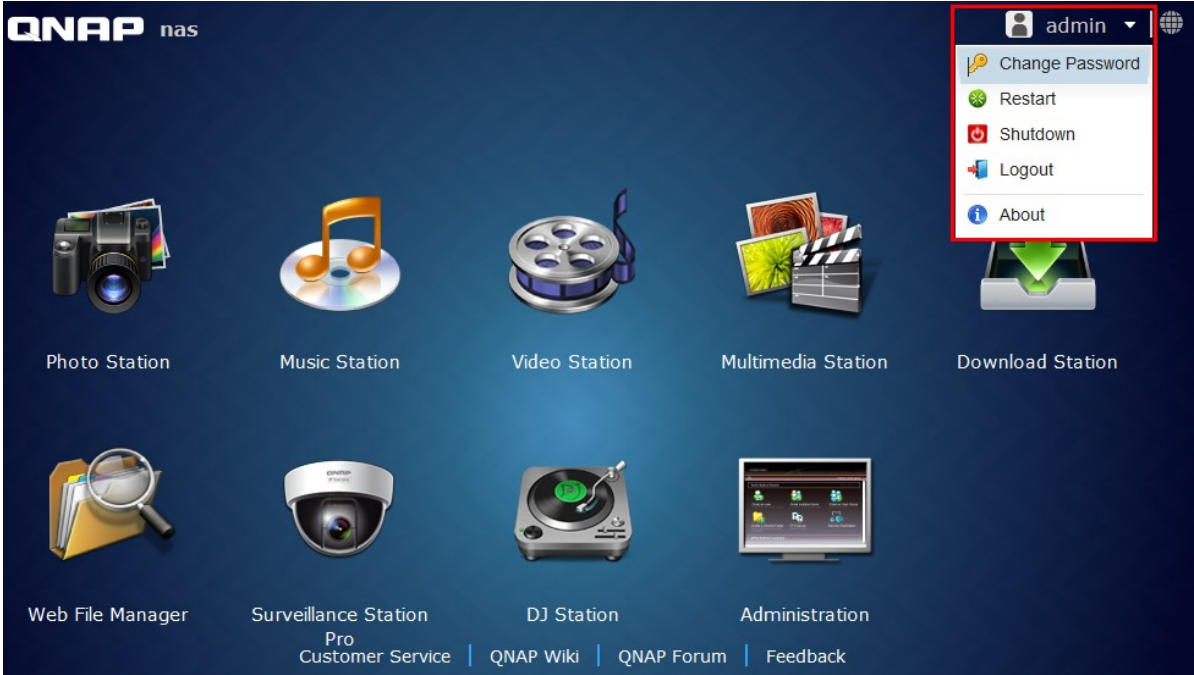 QNAP nas
admin
Change Password
Restart
Shutdown
Logout
About
Photo Station
Music Station
Video Station
Multimedia Station
Download Station
Web File Manager
Surveillance Station
Pro
DJ Station
Administration
Customer Service
QNAP Wiki
QNAP Forum
Feedback